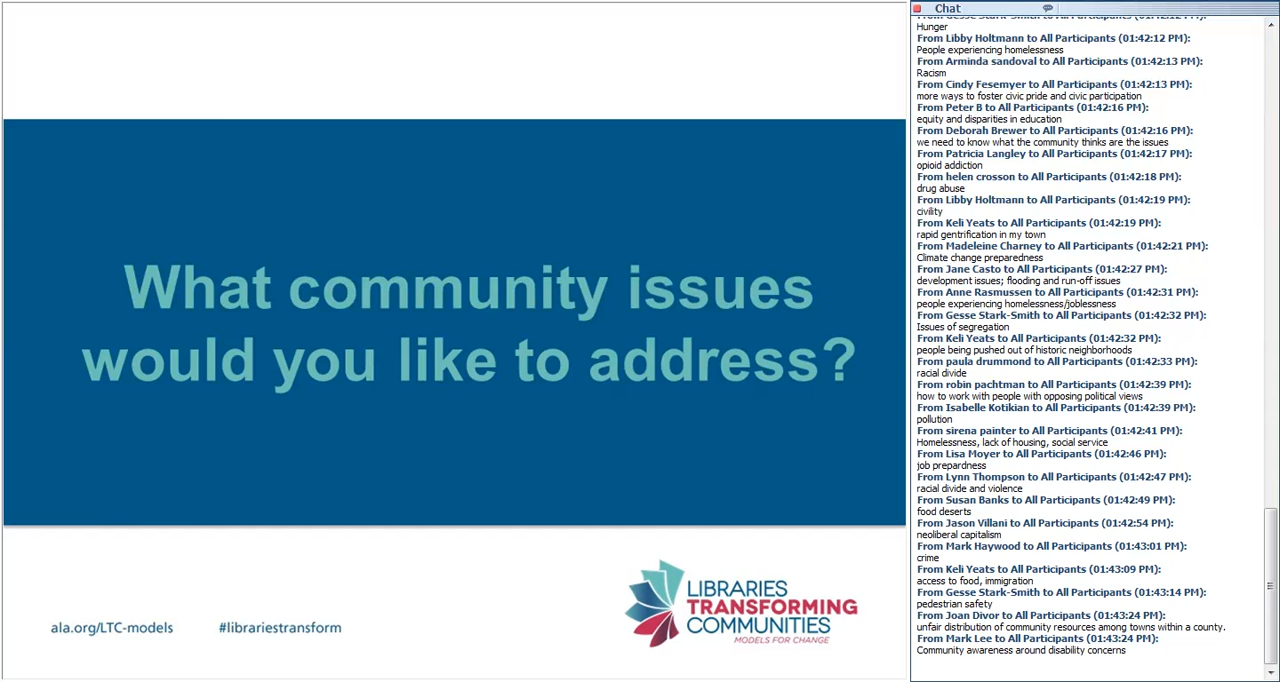 What community issues
would you like to address?
ala.org/LTC-models
#librariestransform
LIBRARIES
TRANSFORMING
COMMUNITIES
MODELS FOR CHANGE
Chat
From Gesse Stark-Smith to All Participants (01:42:12 PM):
Hunger
From Libby Holtmann to All Participants (01:42:12 PM):
People experiencing homelessness
From Arminda sandoval to All Participants (01:42:13 PM):
Racism
From Cindy Fesemyer to All Participants (01:42:13 PM):
more ways to foster civic pride and civic participation
From Peter B to All Participants (01:42:16 PM):
equity and disparities in education
From Deborah Brewer to All Participants (01:42:16 PM):
we need to know what the community thinks are the issues
From Patricia Langley to All Participants (01:42:17 PM):
opioid addiction
From helen crosson to All Participants (01:42:18 PM):
drug abuse
From Libby Holtmann to All Participants (01:42:19 PM):
civility
From Keli Yeats to All Participants (01:42:19 PM):
rapid gentrification in my town
From Madeleine Charney to All Participants (01:42:21 PM):
Climate change preparedness
From Jane Casto to All Participants (01:42:27 PM):
development issues; flooding and run-off issues
From Anne Rasmussen to All Participants (01:42:31 PM):
people experiencing homelessness/joblessness
From Gesse Stark-Smith to All Participants (01:42:32 PM):
Issues of segregation
From Keli Yeats to All Participants (01:42:32 PM):
people being pushed out of historic neighborhoods
From paula drummond to All Participants (01:42:33 PM):
racial divide
From robin pachtman to All Participants (01:42:39 PM):
how to work with people with opposing political views
From Isabelle Kotikian to All Participants (01:42:39 PM):
pollution
From sirena painter to All Participants (01:42:41 PM):
Homelessness, lack of housing, social service
From Lisa Moyer to All Participants (01:42:46 PM):
job prepardness
From Lynn Thompson to All Participants (01:42:47 PM):
racial divide and violence
From Susan Banks to All Participants (01:42:49 PM):
food deserts
From Jason Villani to All Participants (01:42:54 PM):
neoliberal capitalism
From Mark Haywood to All Participants (01:43:01 PM):
crime
From Keli Yeats to All Participants (01:43:09 PM):
access to food, immigration
From Gesse Stark-Smith to All Participants (01:43:14 PM):
pedestrian safety
From Joan Divor to All Participants (01:43:24 PM):
unfair distribution of community resources among towns within a county.
From Mark Lee to All Participants (01:43:24 PM):
Community awareness around disability concerns